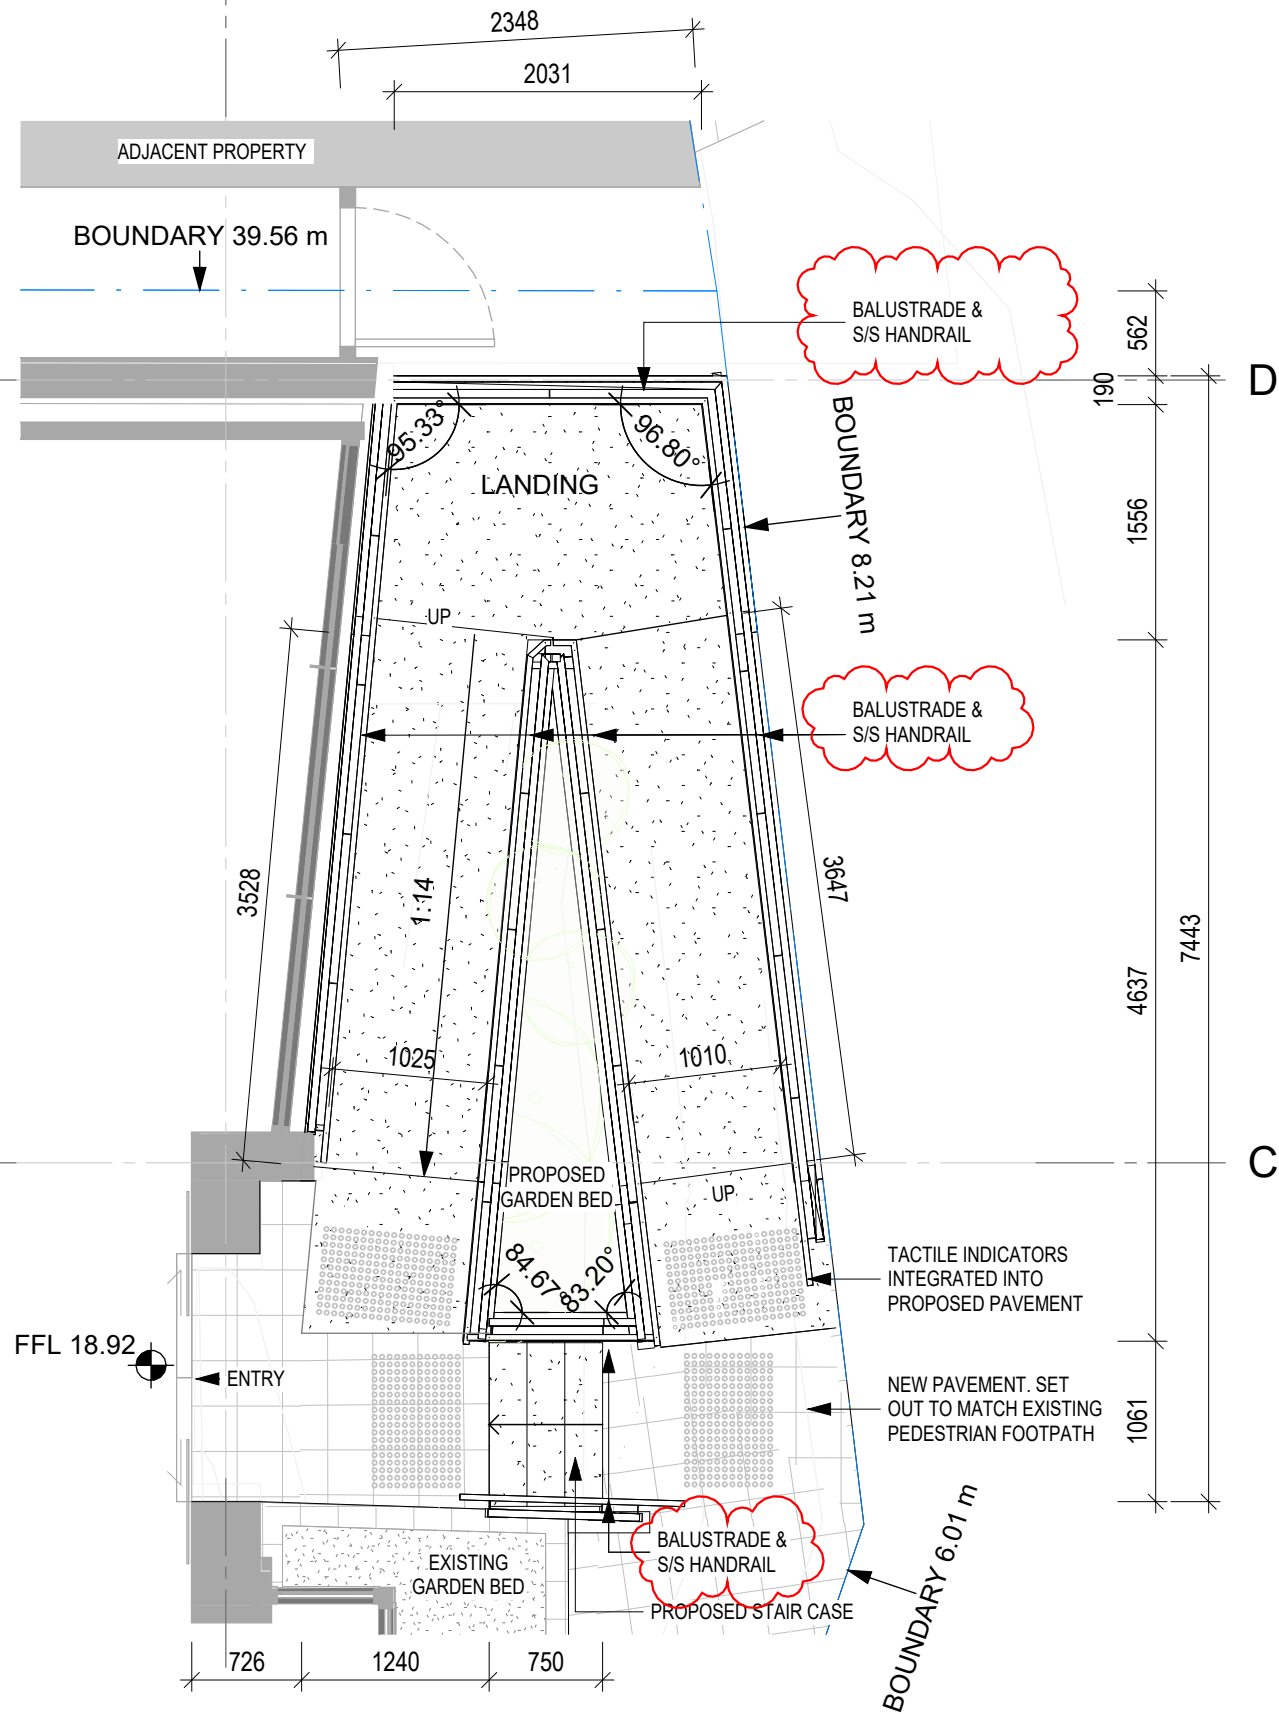 2348
2031
ADJACENT PROPERTY
BOUNDARY 39.56 m
BALUSTRADE &
S/S HANDRAIL
562
190
D
95.33°
96.80°
LANDING
BOUNDARY 8.21 m
1556
UP
BALUSTRADE &
S/S HANDRAIL
3528
1:14
3647
7443
4637
1025
1010
C
PROPOSED
GARDEN BED
UP
84.67°
83.20°
TACTILE INDICATORS
INTEGRATED INTO
PROPOSED PAVEMENT
FFL 18.92
ENTRY
NEW PAVEMENT. SET
OUT TO MATCH EXISTING
PEDESTRIAN FOOTPATH
1061
BALUSTRADE &
S/S HANDRAIL
EXISTING
GARDEN BED
PROPOSED STAIR CASE
BOUNDARY 6.01 m
726
1240
750